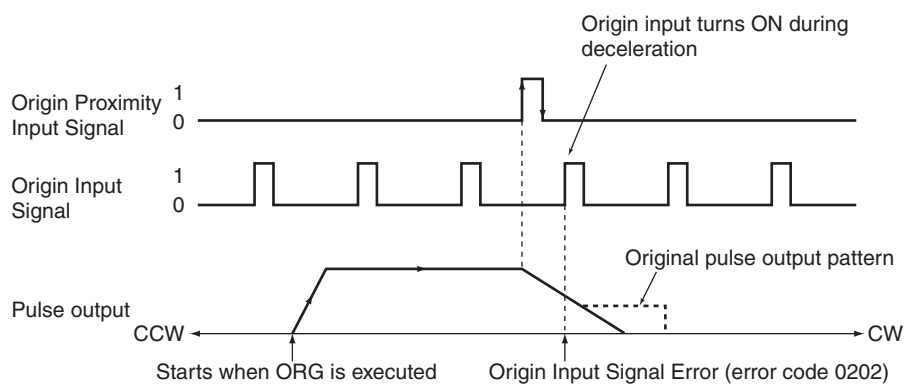 Origin input turns ON during
deceleration
Origin Proximity
Input Signal
1
0
Origin Input
Signal
1
0
Original pulse output pattern
Pulse output
CCW
CW
Starts when ORG is executed
Origin Input Signal Error (error code 0202)